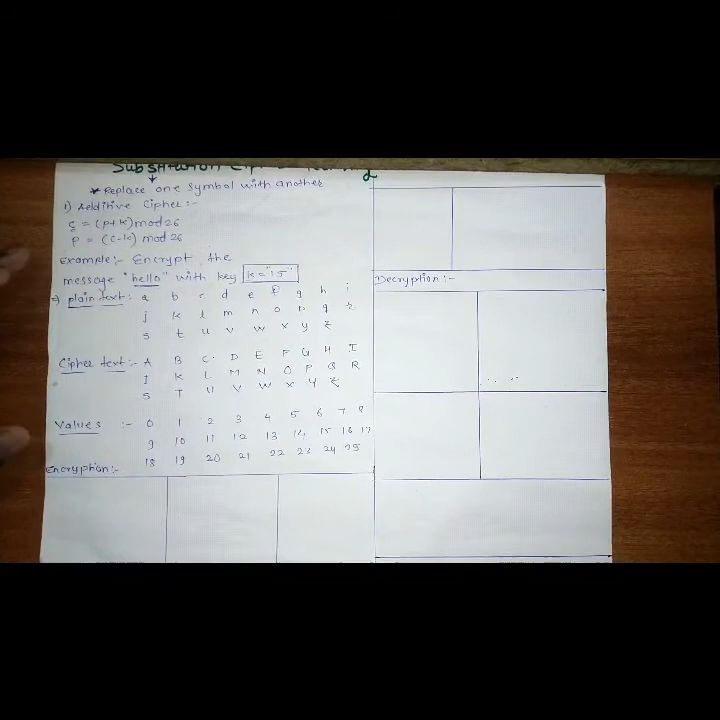 Substitution Cip
* Replace one symbol with another
1) Additive Cipher :-
C = (P+k) mod 26
P = (C-k) mod 26
Example :- Encrypt the
message "hello" with key k="15"
plain text : a b c d e f g h i
j k l m n o p q r
s t u v w x y z
Cipher text :- A B C D E F G H I
J K L M N O P Q R
S T U V W X Y Z
Values :- 0 1 2 3 4 5 6 7 8
9 10 11 12 13 14 15 16 17
18 19 20 21 22 23 24 25
Encryption :-
Decryption :-